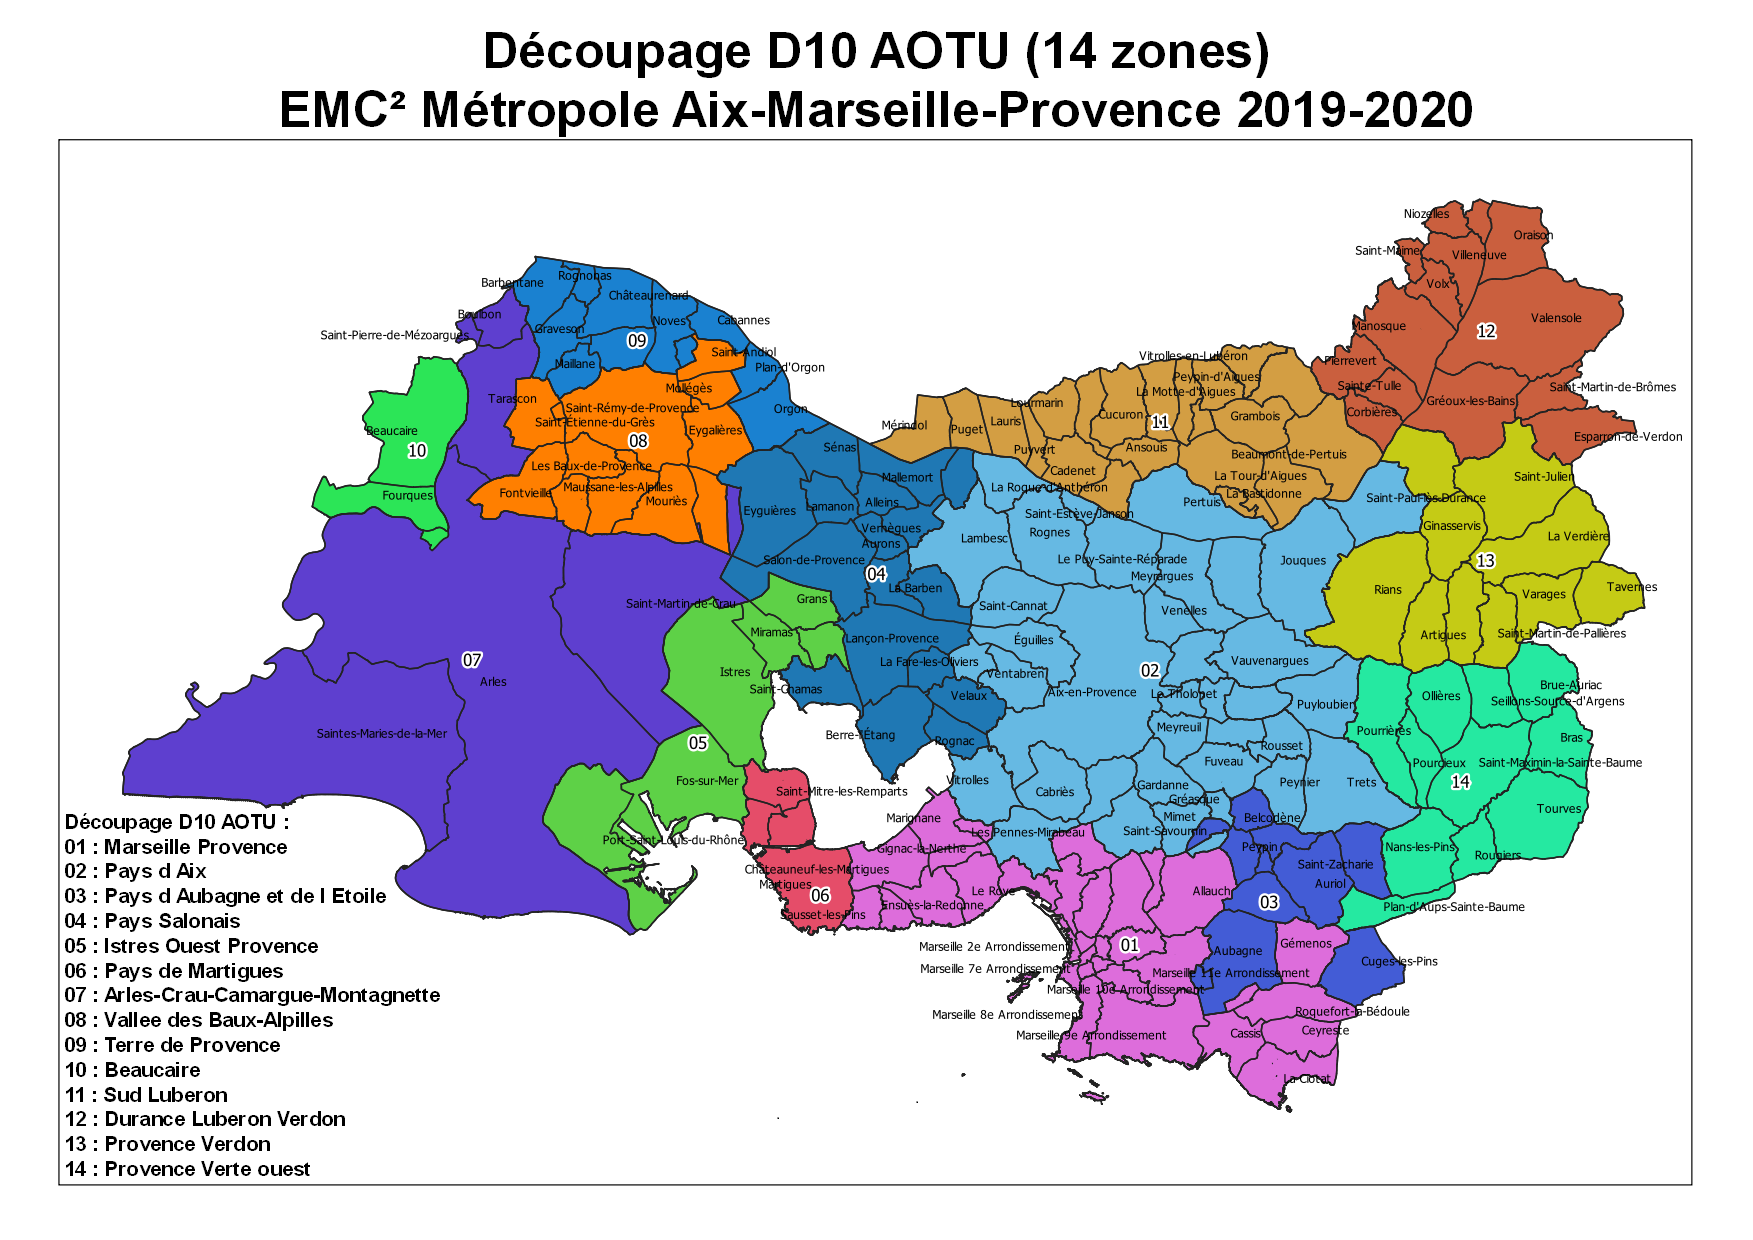 Découpage D10 AOTU (14 zones)
EMC² Métropole Aix-Marseille-Provence 2019-2020
Niozelles
Oraison
Saint-Maime
Villeneuve
Volx
Valensole
Manosque
12
Pierrevert
Sainte-Tulle
Saint-Martin-de-Brômes
Gréoux-les-Bains
Corbières
Esparron-de-Verdon
Barbentane
Rognonas
Châteaurenard
Boulbon
Noves
Cabannes
Saint-Pierre-de-Mézoargues
Graveson
09
Saint-Andiol
Maillane
Plan-d'Orgon
Mollégès
Tarascon
Saint-Rémy-de-Provence
Orgon
Saint-Étienne-du-Grès
Eygalières
08
Beaucaire
10
Les Baux-de-Provence
Fourques
Fontvieille
Maussane-les-Alpilles
Mouriès
Vitrolles-en-Lubéron
Peypin-d'Aigues
La Motte-d'Aigues
Lourmarin
Cucuron
11
Grambois
Mérindol
Puget
Lauris
Puyvert
Ansouis
Beaumont-de-Pertuis
Cadenet
La Tour-d'Aigues
La Bastidonne
Sénas
Mallemort
La Roque-d'Anthéron
Pertuis
Saint-Paul-lès-Durance
Saint-Julien
Eyguières
Lamanon
Alleins
Saint-Estève-Janson
Vernègues
Rognes
Ginasservis
Aurons
Lambesc
La Verdière
Salon-de-Provence
Le Puy-Sainte-Réparade
Jouques
13
04
Meyrargues
La Barben
Rians
Varages
Tavernes
Saint-Martin-de-Crau
Grans
Saint-Cannat
Venelles
Miramas
Lançon-Provence
Éguilles
Artigues
Saint-Martin-de-Pallières
07
Arles
Istres
La Fare-les-Oliviers
Vauvenargues
02
Ventabren
Saint-Chamas
Velaux
Aix-en-Provence
Le Tholonet
Ollières
Brue-Auriac
Seillons-Source-d'Argens
Puyloubier
Saintes-Maries-de-la-Mer
Berre-l'Étang
Rognac
Meyreuil
Pourrières
Bras
05
Rousset
Fuveau
Pourcieux
Saint-Maximin-la-Sainte-Baume
Fos-sur-Mer
Vitrolles
Cabriès
Gardanne
Peynier
Trets
14
Saint-Mitre-les-Remparts
Gréasque
Tourves
Marignane
Mimet
Belcodène
Port-Saint-Louis-du-Rhône
Les Pennes-Mirabeau
Saint-Savournin
Gignac-la-Nerthe
Peypin
Nans-les-Pins
Rougiers
Châteauneuf-les-Martigues
Saint-Zacharie
Martigues
06
Le Rove
Allauch
Auriol
Ensuès-la-Redonne
03
Plan-d'Aups-Sainte-Baume
Sausset-les-Pins
Marseille 2e Arrondissement
01
Aubagne
Gémenos
Marseille 7e Arrondissement
Marseille 11e Arrondissement
Cuges-les-Pins
Marseille 10e Arrondissement
Marseille 8e Arrondissement
Roquefort-la-Bédoule
Marseille 9e Arrondissement
Cassis
Ceyreste
La Ciotat
Découpage D10 AOTU :
01 : Marseille Provence
02 : Pays d Aix
03 : Pays d Aubagne et de l Etoile
04 : Pays Salonais
05 : Istres Ouest Provence
06 : Pays de Martigues
07 : Arles-Crau-Camargue-Montagnette
08 : Vallee des Baux-Alpilles
09 : Terre de Provence
10 : Beaucaire
11 : Sud Luberon
12 : Durance Luberon Verdon
13 : Provence Verdon
14 : Provence Verte ouest